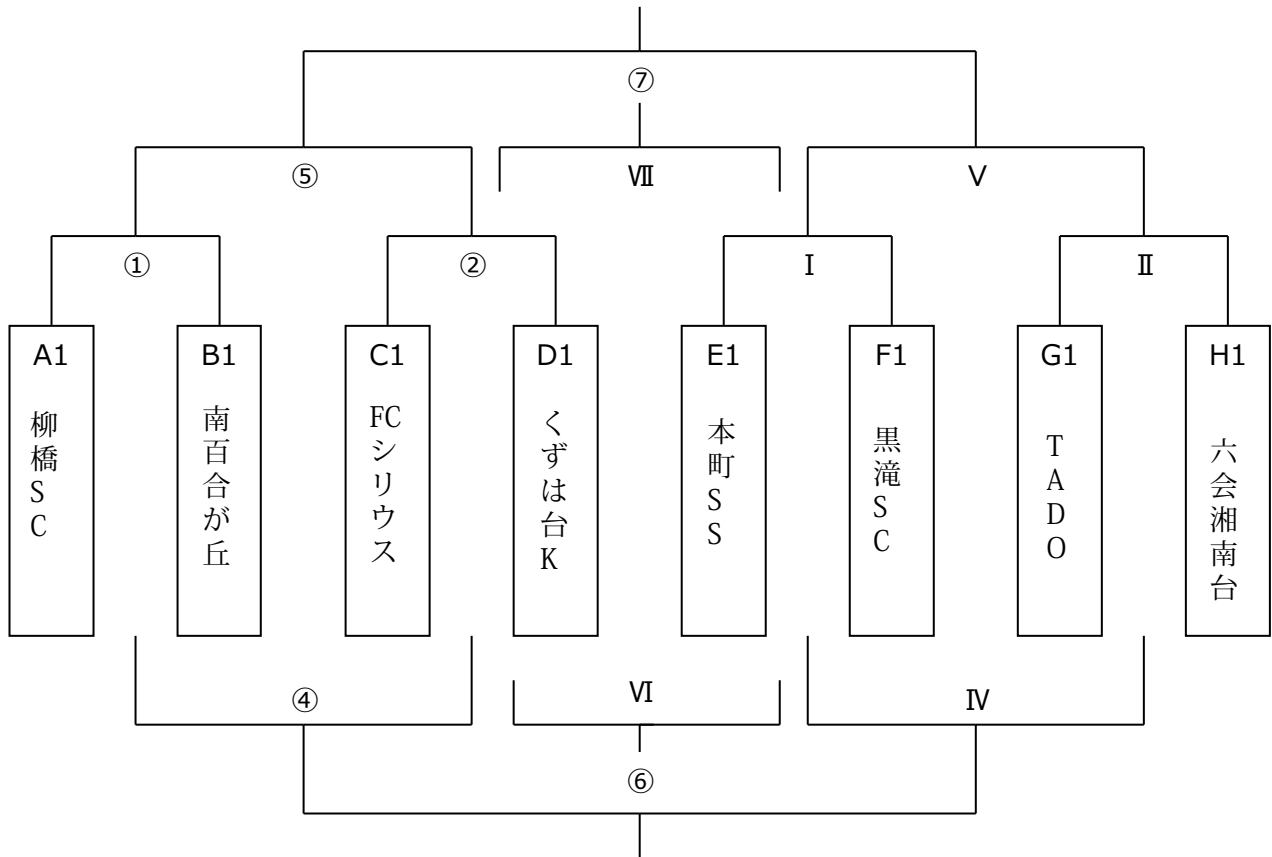 ⑦
⑤
Ⅶ
Ⅴ
①
②
Ⅰ
Ⅱ
A1
B1
C1
D1
E1
F1
G1
H1
柳橋SC
南百合が丘
FCシリウス
くずは台K
本町SS
黒滝SC
TADO
六会湘南台
④
Ⅵ
Ⅳ
⑥